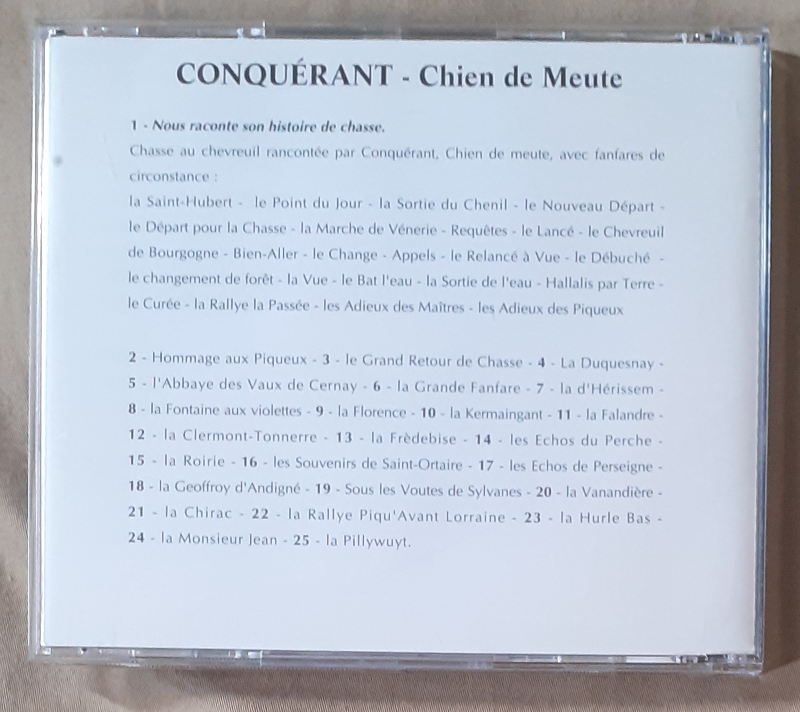 CONQUÉRANT - Chien de Meute
1 - Nous raconte son histoire de chasse.
Chasse au chevreuil rancontée par Conquérant, Chien de meute, avec fanfares de
circonstance :
la Saint-Hubert - le Point du Jour - la Sortie du Chenil - le Nouveau Départ -
le Départ pour la Chasse - la Marche de Vénerie - Requêtes - le Lancé - le Chevreuil
de Bourgogne - Bien-Aller - le Change - Appels - le Relancé à Vue - le Débuché -
le changement de forêt - la Vue - le Bat l'eau - la Sortie de l'eau - Hallalis par Terre -
le Curée - la Rallye la Passée - les Adieux des Maîtres - les Adieux des Piqueux
2 - Hommage aux Piqueux - 3 - le Grand Retour de Chasse - 4 - La Duquesnay -
5 - l'Abbaye des Vaux de Cernay - 6 - la Grande Fanfare - 7 - la d'Hérissem -
8 - la Fontaine aux violettes - 9 - la Florence - 10 - la Kermaingant - 11 - la Falandre -
12 - la Clermont-Tonnerre - 13 - la Frèdebise - 14 - les Echos du Perche -
15 - la Roirie - 16 - les Souvenirs de Saint-Ortaire - 17 - les Echos de Perseigne -
18 - la Geoffroy d'Andigné - 19 - Sous les Voutes de Sylvanes - 20 - la Vanandière -
21 - la Chirac - 22 - la Rallye Piqu'Avant Lorraine - 23 - la Hurle Bas -
24 - la Monsieur Jean - 25 - la Pillywuyt.